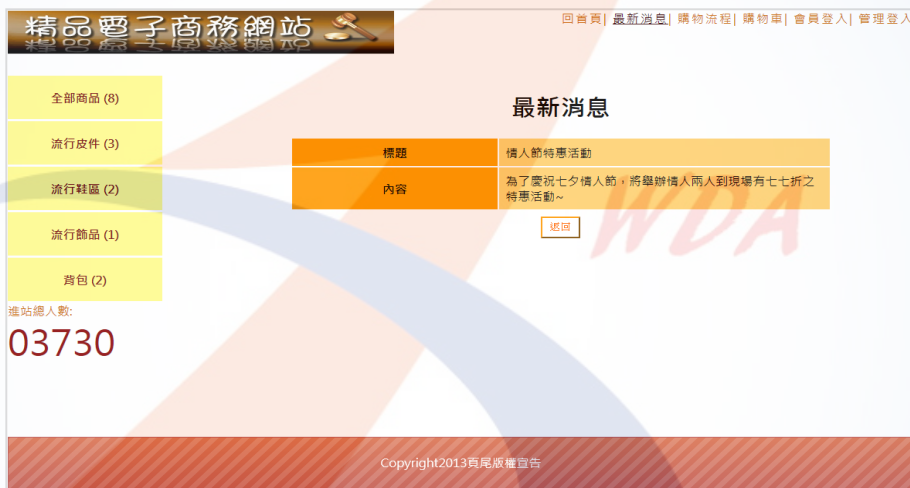 精品電子商務網站
回首頁| 最新消息| 購物流程| 購物車| 會員登入| 管理登入
全部商品 (8)
流行皮件 (3)
流行鞋區 (2)
流行飾品 (1)
背包 (2)
進站總人數:
03730
最新消息
標題 情人節特惠活動
內容 為了慶祝七夕情人節，將舉辦情人兩人到現場有七七折之
特惠活動~
返回
WDA
Copyright2013頁尾版權宣告